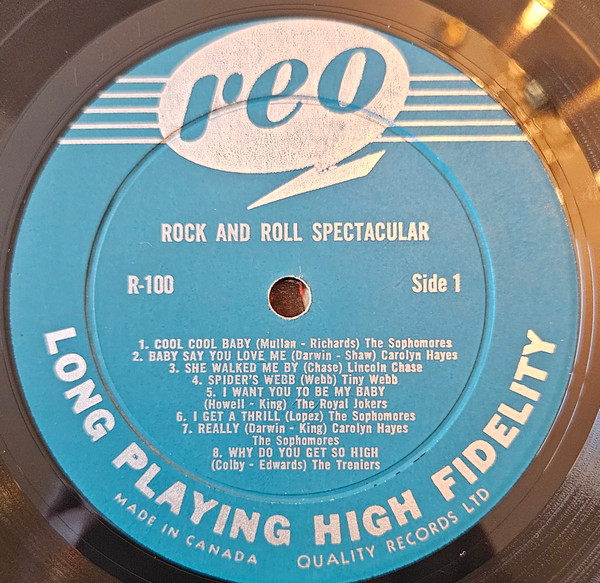 reo
ROCK AND ROLL SPECTACULAR
R-100 Side 1
1. COOL COOL BABY (Mullan - Richards) The Sophomores
2. BABY SAY YOU LOVE ME (Darwin - Shaw) Carolyn Hayes
3. SHE WALKED ME BY (Chase) Lincoln Chase
4. SPIDER'S WEBB (Webb) Tiny Webb
5. I WANT YOU TO BE MY BABY
(Howell - King) The Royal Jokers
6. I GET A THRILL (Lopez) The Sophomores
7. REALLY (Darwin - King) Carolyn Hayes
The Sophomores
8. WHY DO YOU GET SO HIGH
(Colby - Edwards) The Treniers
LONG PLAYING HIGH FIDELITY
MADE IN CANADA QUALITY RECORDS LTD